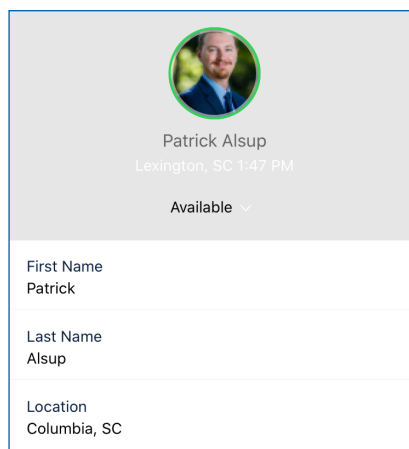 Patrick Alsup
Lexington, SC 1:47 PM
Available
First Name
Patrick
Last Name
Alsup
Location
Columbia, SC